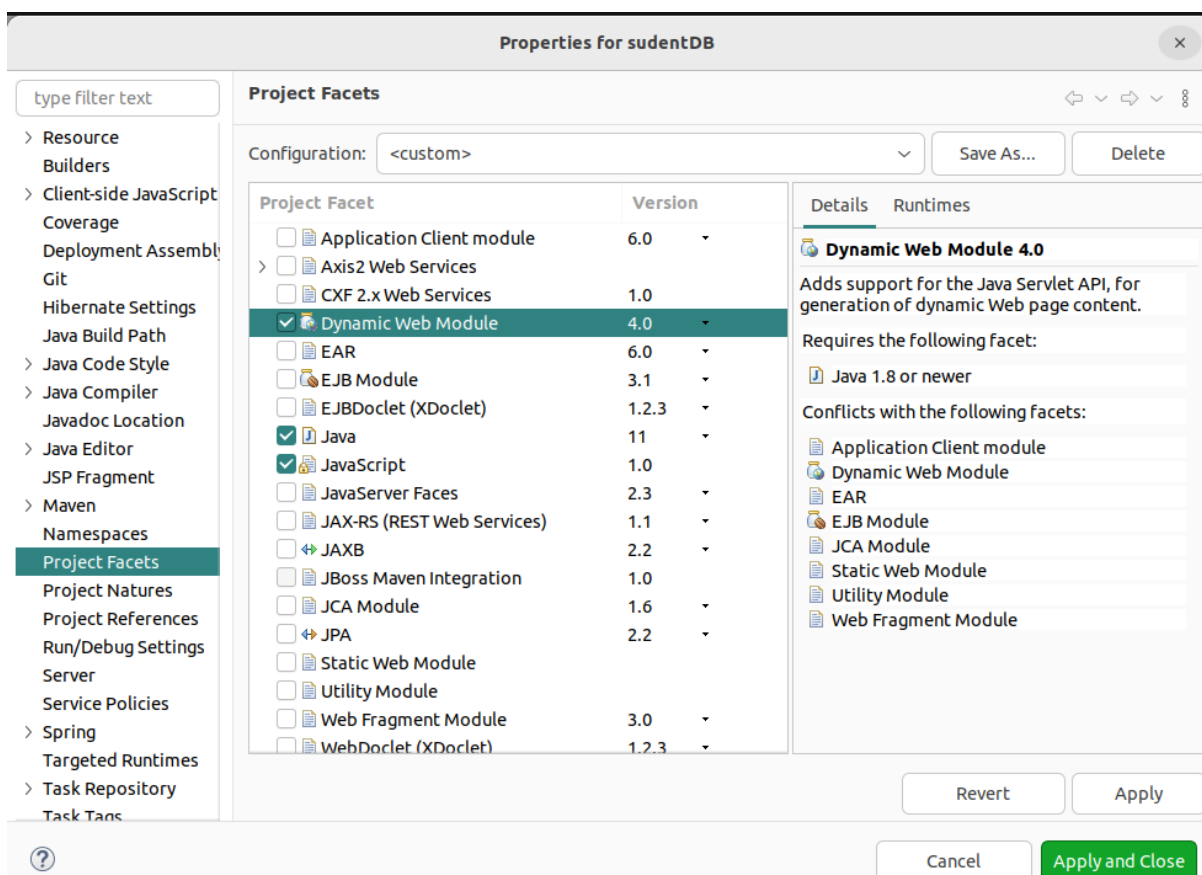 Properties for sudentDB
type filter text
Resource
Builders
Client-side JavaScript
Coverage
Deployment Assembly
Git
Hibernate Settings
Java Build Path
Java Code Style
Java Compiler
Javadoc Location
Java Editor
JSP Fragment
Maven
Namespaces
Project Facets
Project Natures
Project References
Run/Debug Settings
Server
Service Policies
Spring
Targeted Runtimes
Task Repository
Task Tags
Project Facets
Configuration: <custom> Save As... Delete
Project Facet Version
Application Client module 6.0
Axis2 Web Services
CXF 2.x Web Services 1.0
Dynamic Web Module 4.0
EAR 6.0
EJB Module 3.1
EJBDoclet (XDoclet) 1.2.3
Java 11
JavaScript 1.0
JavaServer Faces 2.3
JAX-RS (REST Web Services) 1.1
JAXB 2.2
JBoss Maven Integration 1.0
JCA Module 1.6
JPA 2.2
Static Web Module
Utility Module
Web Fragment Module 3.0
WebDoclet (XDoclet) 1.2.3
Details Runtimes
Dynamic Web Module 4.0
Adds support for the Java Servlet API, for
generation of dynamic Web page content.
Requires the following facet:
Java 1.8 or newer
Conflicts with the following facets:
Application Client module
Dynamic Web Module
EAR
EJB Module
JCA Module
Static Web Module
Utility Module
Web Fragment Module
Revert Apply
Cancel Apply and Close